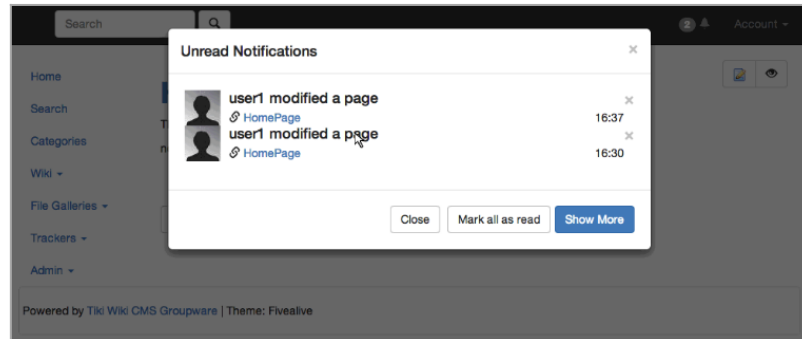 Search
2
Account
Unread Notifications
×
Home
Search
Categories
Wiki
File Galleries
Trackers
Admin
user1 modified a page
×
HomePage
16:37
user1 modified a page
×
HomePage
16:30
Close
Mark all as read
Show More
Powered by Tiki Wiki CMS Groupware | Theme: Fivealive